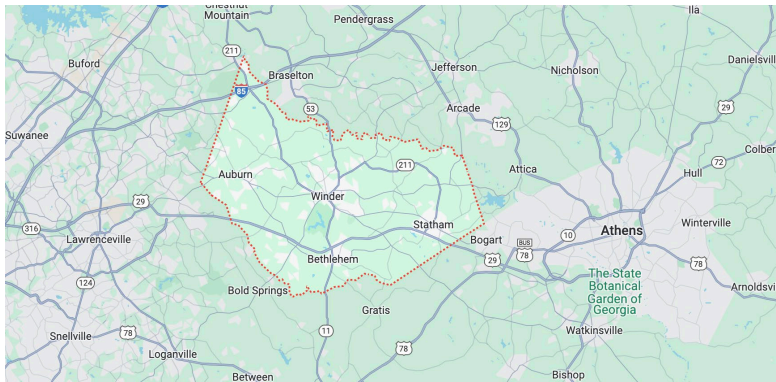 Chestnut
Mountain
Pendergrass
Ila
211
Buford
Jefferson
Nicholson
Danielsvill
Braselton
85
53
Arcade
29
Suwanee
129
Colber
72
211
Attica
Hull
Auburn
Winder
29
Statham
Winterville
316
Lawrenceville
Bogart
BUS
78
10
Athens
Bethlehem
29
78
The State
Botanical
Garden of
Georgia
124
Bold Springs
Arnoldsvi
Gratis
11
Watkinsville
Snellville
78
78
Loganville
Between
Bishop